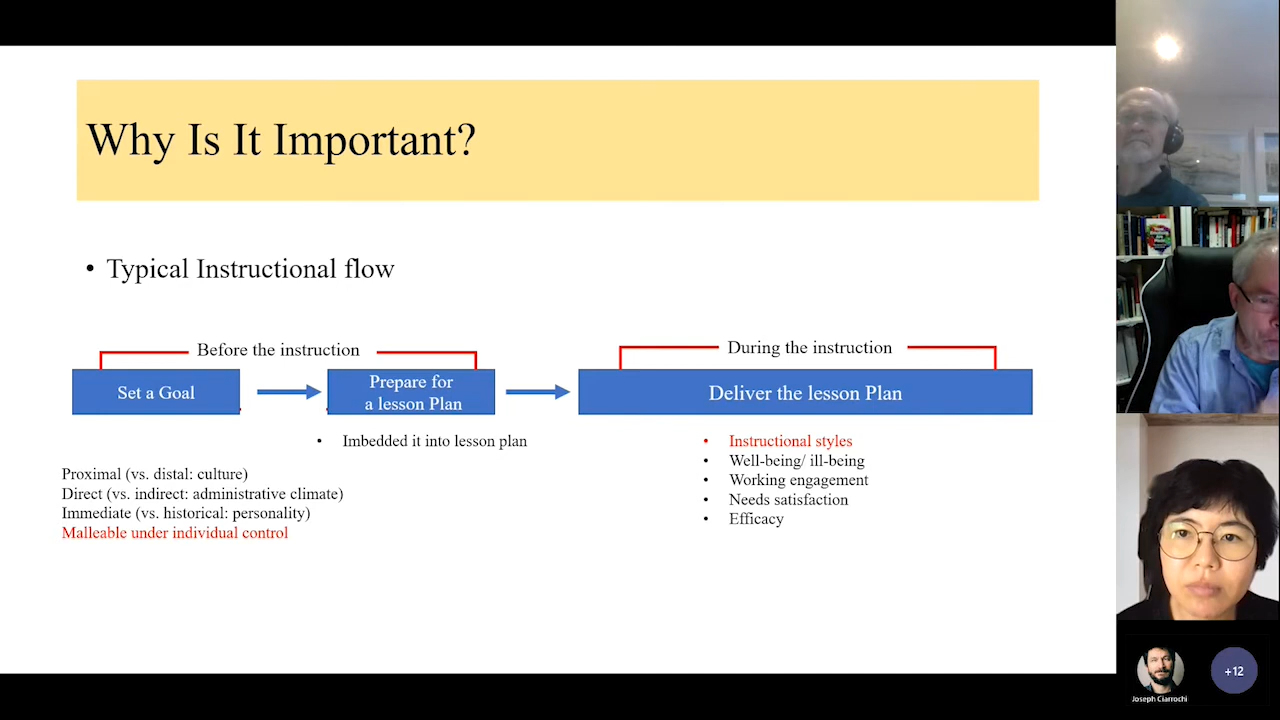 Why Is It Important?
• Typical Instructional flow
Before the instruction
During the instruction
Set a Goal
Prepare for
a lesson Plan
Deliver the lesson Plan
• Imbedded it into lesson plan
Proximal (vs. distal: culture)
Direct (vs. indirect: administrative climate)
Immediate (vs. historical: personality)
Malleable under individual control
• Instructional styles
• Well-being/ ill-being
• Working engagement
• Needs satisfaction
• Efficacy
Joseph Ciarrochi
+12